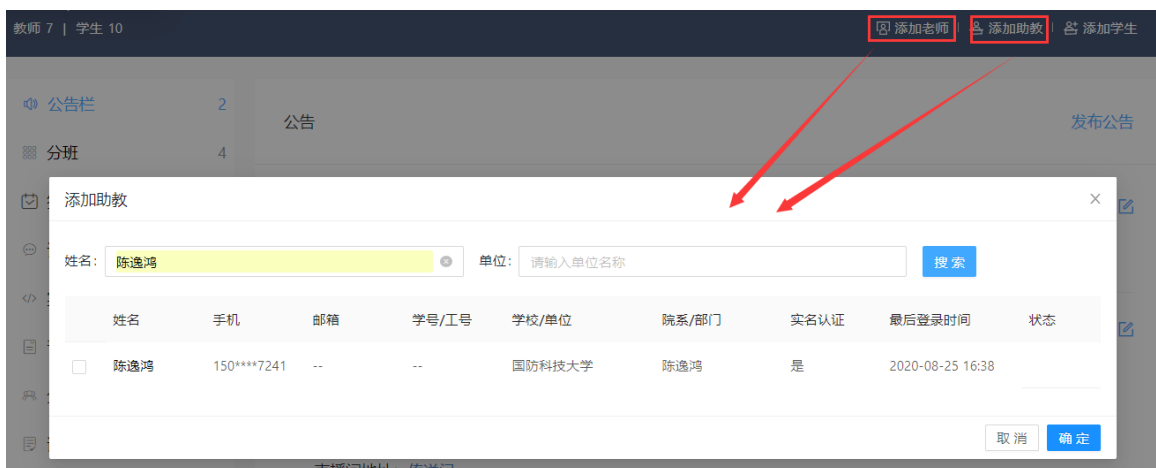 教师 7 | 学生 10
添加老师 | 添加助教 | 添加学生
公告栏 2
公告
发布公告
分班 4
添加助教
姓名: 陈逸鸿 单位: 请输入单位名称 搜 索
姓名 手机 邮箱 学号/工号 学校/单位 院系/部门 实名认证 最后登录时间 状态
陈逸鸿 150****7241 -- -- 国防科技大学 陈逸鸿 是 2020-08-25 16:38
取 消 确 定